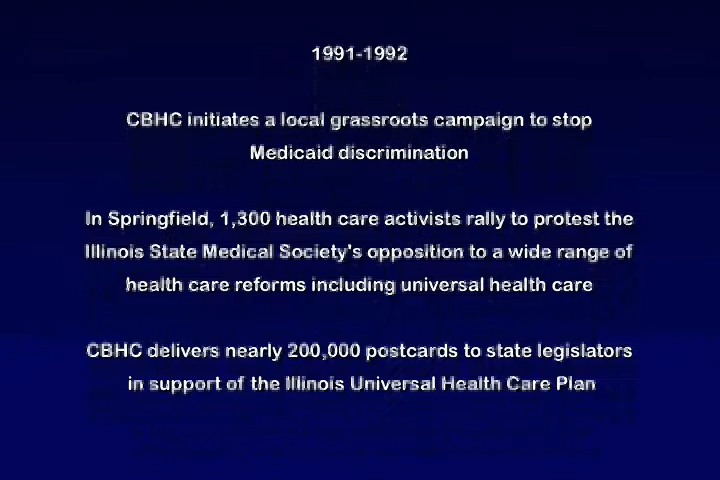 1991-1992
CBHC initiates a local grassroots campaign to stop
Medicaid discrimination
In Springfield, 1,300 health care activists rally to protest the
Illinois State Medical Society's opposition to a wide range of
health care reforms including universal health care
CBHC delivers nearly 200,000 postcards to state legislators
in support of the Illinois Universal Health Care Plan